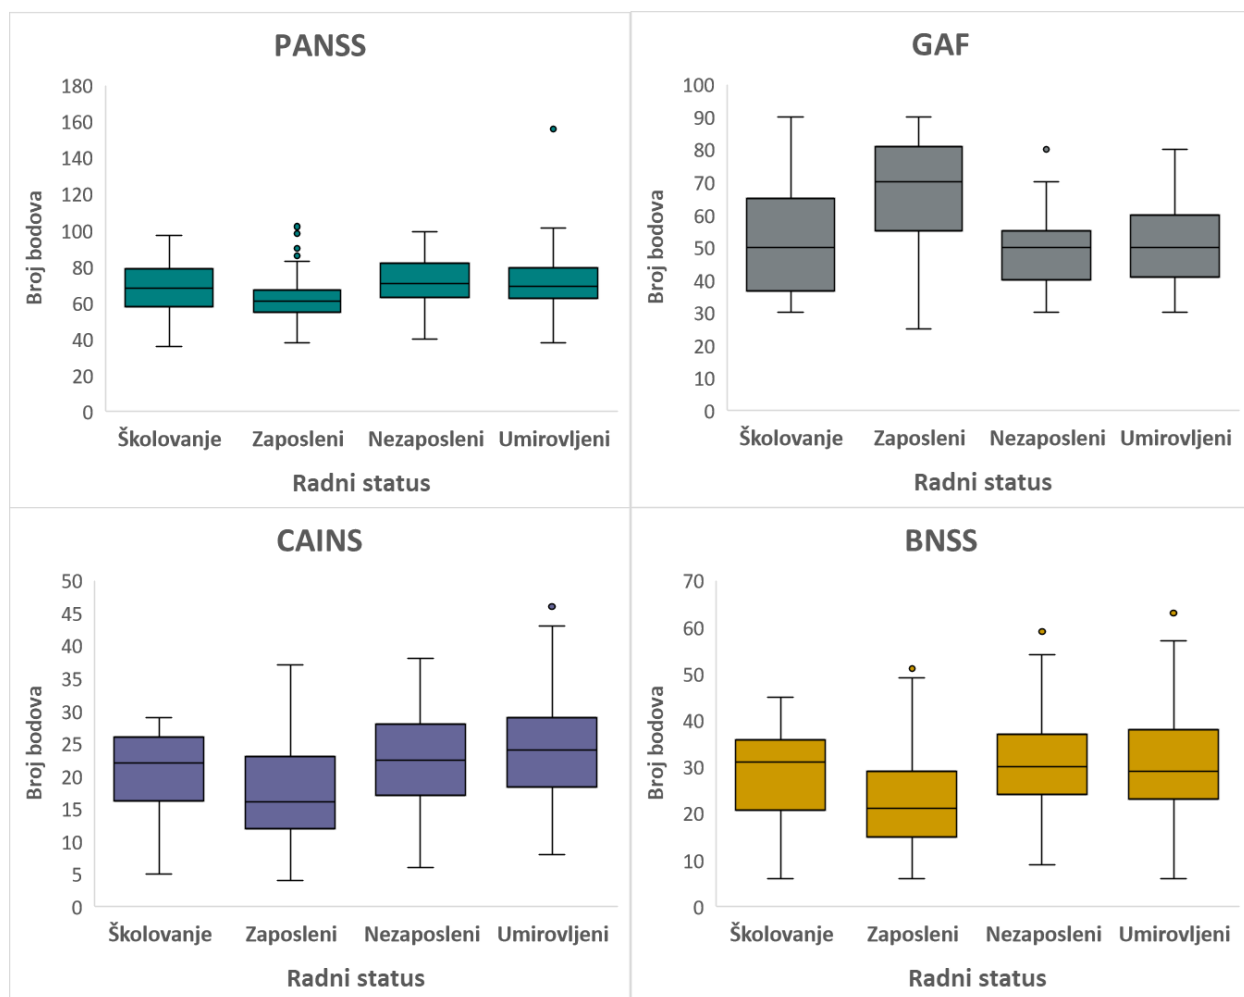 PANSS
Broj bodova
180
160
140
120
100
80
60
40
20
0
Školovanje Zaposleni Nezaposleni Umirovljeni
Radni status
GAF
Broj bodova
100
90
80
70
60
50
40
30
20
10
0
Školovanje Zaposleni Nezaposleni Umirovljeni
Radni status
CAINS
Broj bodova
50
45
40
35
30
25
20
15
10
5
0
Školovanje Zaposleni Nezaposleni Umirovljeni
Radni status
BNSS
Broj bodova
70
60
50
40
30
20
10
0
Školovanje Zaposleni Nezaposleni Umirovljeni
Radni status